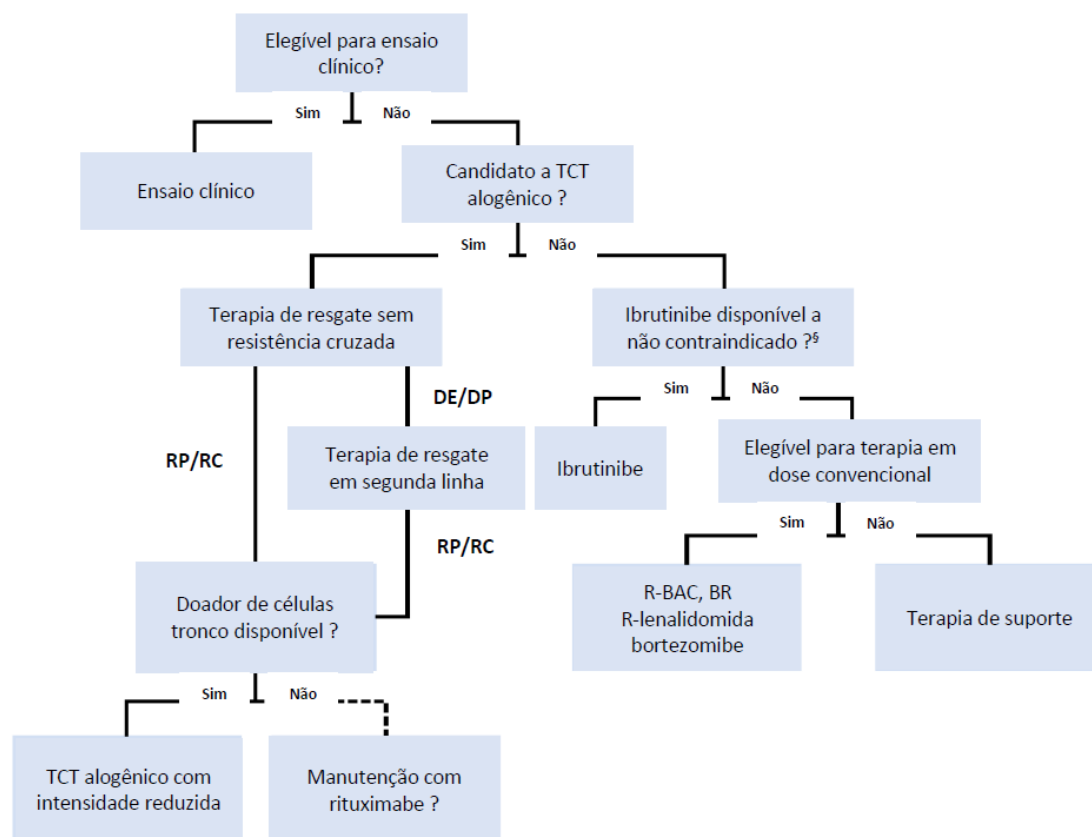 Elegível para ensaio
clínico?
Sim
Não
Ensaio clínico
Candidato a TCT
alogênico ?
Sim
Não
Terapia de resgate sem
resistência cruzada
Ibrutinibe disponível a
não contraindicado ?§
DE/DP
Sim
Não
RP/RC
Terapia de resgate
em segunda linha
Ibrutinibe
Elegível para terapia em
dose convencional
RP/RC
Sim
Não
Doador de células
tronco disponível ?
R-BAC, BR
R-lenalidomida
bortezomibe
Terapia de suporte
Sim
Não
TCT alogênico com
intensidade reduzida
Manutenção com
rituximabe ?